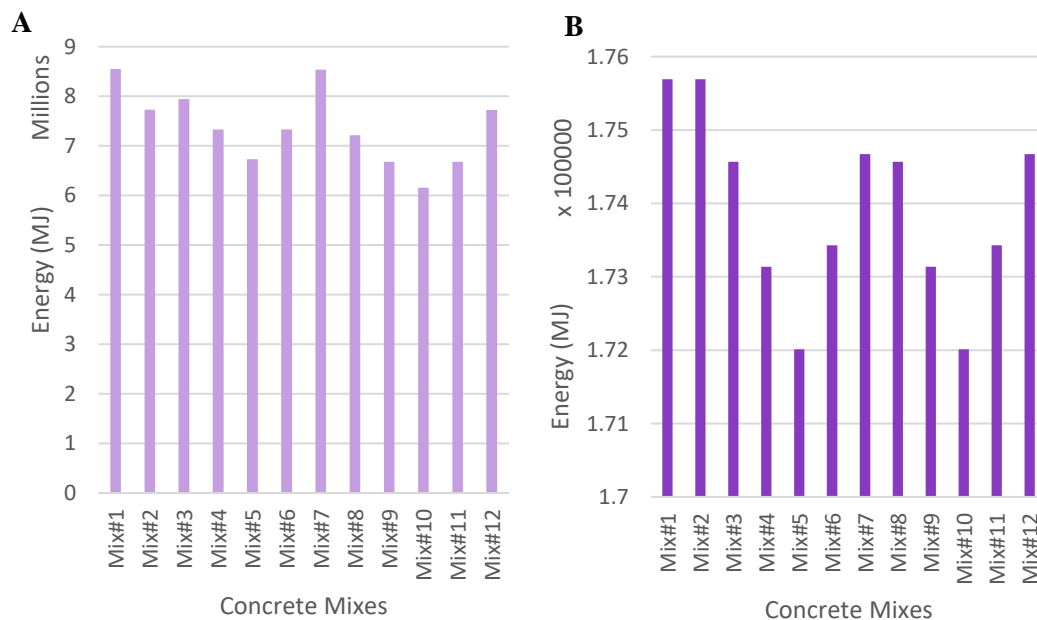 A
Millions
Energy (MJ)
9
8
7
6
5
4
3
2
1
0
Mix#1
Mix#2
Mix#3
Mix#4
Mix#5
Mix#6
Mix#7
Mix#8
Mix#9
Mix#10
Mix#11
Mix#12
Concrete Mixes
B
x 100000
Energy (MJ)
1.76
1.75
1.74
1.73
1.72
1.71
1.7
Mix#1
Mix#2
Mix#3
Mix#4
Mix#5
Mix#6
Mix#7
Mix#8
Mix#9
Mix#10
Mix#11
Mix#12
Concrete Mixes